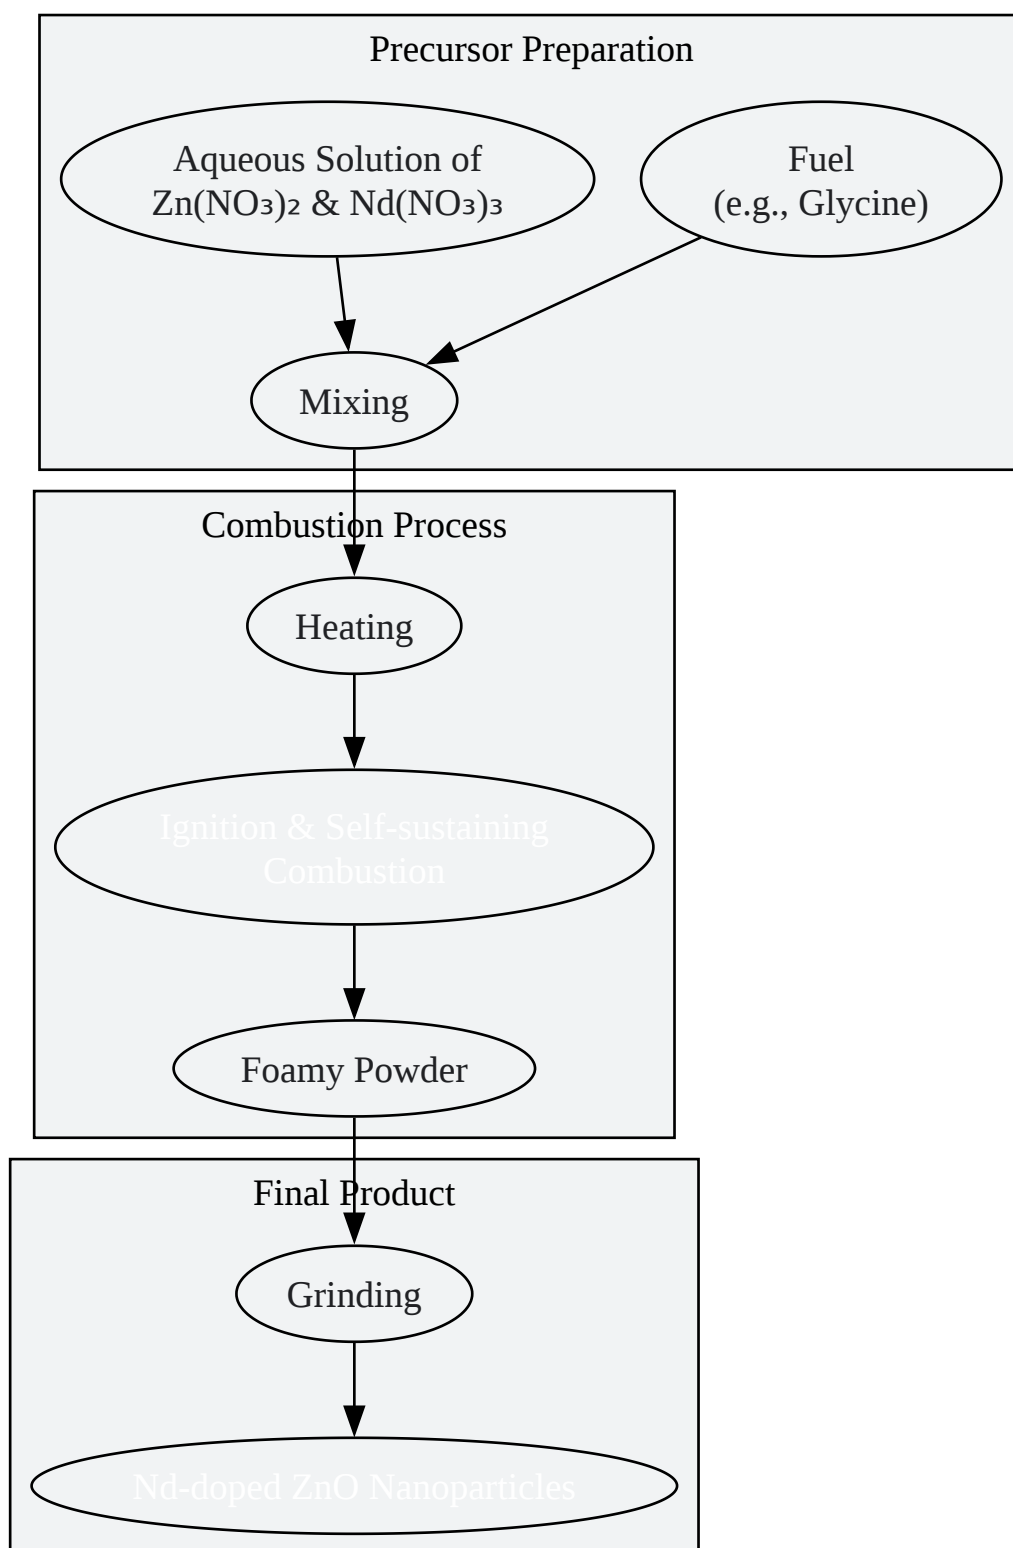 Precursor Preparation
Aqueous Solution of
Zn(NO₃)₂ & Nd(NO₃)₃
Fuel
(e.g., Glycine)
Mixing
Combustion Process
Heating
Ignition & Self-sustaining
Combustion
Foamy Powder
Final Product
Grinding
Nd-doped ZnO Nanoparticles